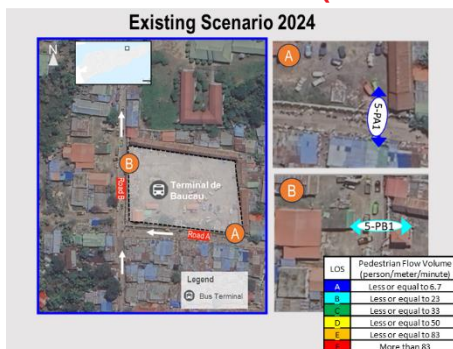 Existing Scenario 2024
N
A
5-PA1
B
Terminal de
Baucau
Road B
Road A
A
B
5-PB1
Legend
Bus Terminal
LOS
Pedestrian Flow Volume
(person/meter/minute)
A
Less or equal to 6.7
B
Less or equal to 23
C
Less or equal to 33
D
Less or equal to 50
E
Less or equal to 83
More than 83